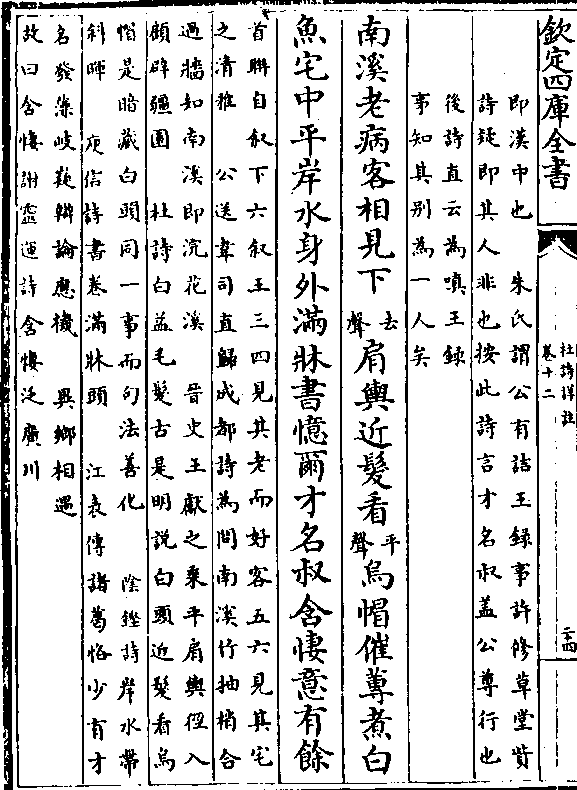 欽定四庫全書
杜詩詳註
卷十二
二四
即漢中也　朱氏謂公有詰王錄事許修草堂貲
詩疑即其人非也按此詩言才名叔蓋公尊行也
後詩直云為嗔王錄
事知其别為一人矣
南溪老病客相見下去聲肩輿近髮看平聲烏帽催蓴煮白
魚宅中平岸水身外滿牀書憶爾才名叔含悽意有餘
首聯自叙下六叙王三四見其老而好客五六見其宅
之清雅　公送韋司直歸成都詩為問南溪竹抽梢合
過牆如南溪即浣花溪　晉史王獻之乘平肩輿徑入
顧辟疆園　杜詩白益毛髮古是明說白頭近髮看烏
帽是暗藏白頭同一事而句法善化　陰鏗詩岸水帶
斜暉　庾信詩書卷滿牀頭　江表傳諸葛恪少有才
名發藻岐嶷辯論應機　異鄉相遇
故曰含悽謝靈運詩含悽泛廣川